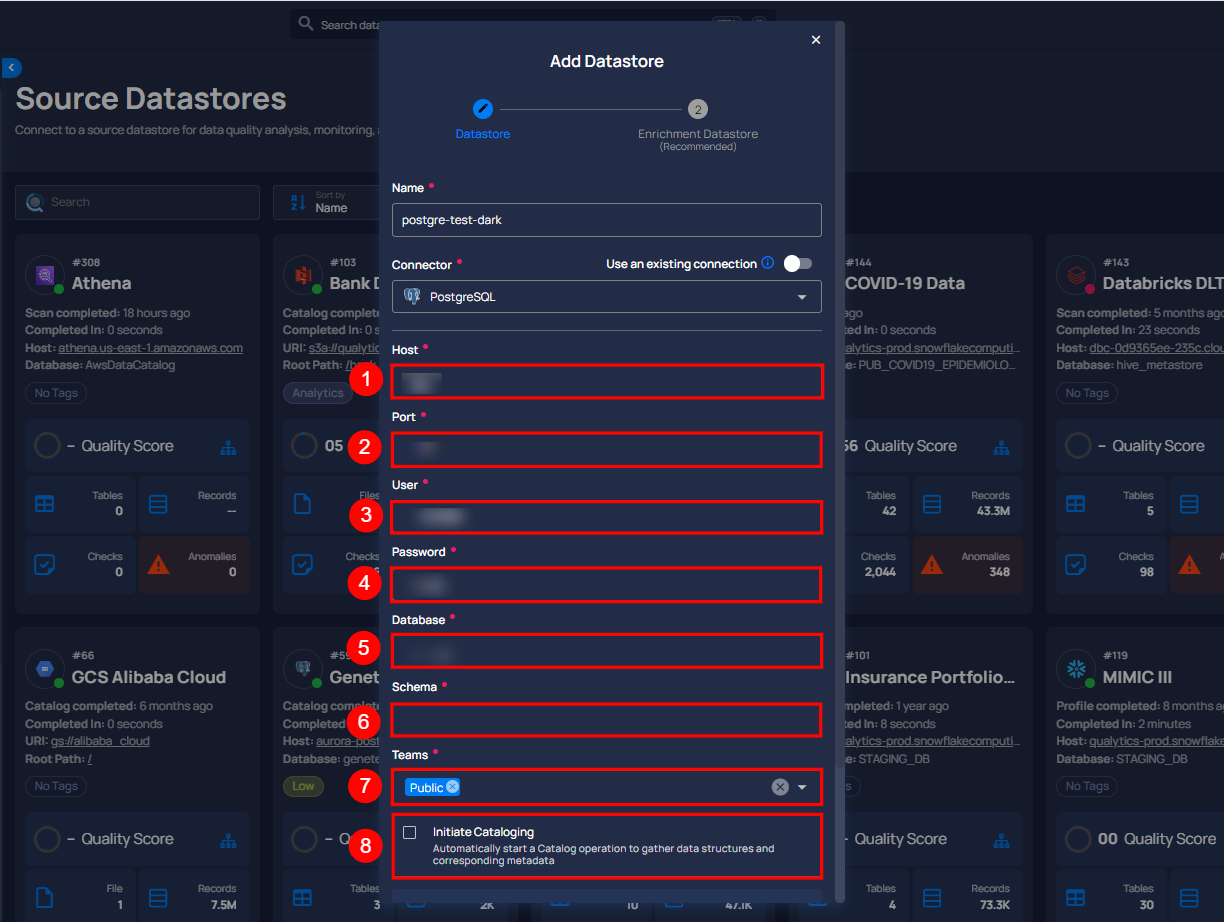 Search data
Add Datastore
2
Datastore
Enrichment Datastore
(Recommended)
Source Datastores
Connect to a source datastore for data quality analysis, monitoring,
Search
Sort by
Name
Name *
postgre-test-dark
Connector *
Use an existing connection
PostgreSQL
Host *
1
Port *
2
User *
3
Password *
4
Database *
5
Schema *
6
Teams *
7
Public
8
Initiate Cataloging
Automatically start a Catalog operation to gather data structures and
corresponding metadata
#308
Athena
Scan completed: 18 hours ago
Completed In: 0 seconds
Host: athena.us-east-1.amazonaws.com
Database: AwsDataCatalog
No Tags
– Quality Score
Tables
0
Records
--
Checks
0
Anomalies
0
#103
Bank D
Catalog complete
Completed In: 0 s
URI: s3a://qualytic
Root Path: /bank
Analytics
05
Files
Checks
#144
COVID-19 Data
ago
ted In: 0 seconds
alytics-prod.snowflakecomputi...
e: PUB_COVID19_EPIDEMIOLO...
56 Quality Score
Tables
42
Records
43.3M
Checks
2,044
Anomalies
348
#143
Databricks DLT
Scan completed: 5 months ago
Completed In: 23 seconds
Host: dbc-0d9365ee-235c.clou
Database: hive_metastore
No Tags
– Quality Score
Tables
5
Checks
98
#66
GCS Alibaba Cloud
Catalog completed: 6 months ago
Completed In: 0 seconds
URI: gs://alibaba_cloud
Root Path: /
No Tags
– Quality Score
File
1
Records
7.5M
#59
Genet
Catalog complete
Completed
Host: aurora-post
Database: genete
Low
– Q
Tables
3
2K
10
47.1K
#101
Insurance Portfolio...
mpleted: 1 year ago
ted In: 8 seconds
alytics-prod.snowflakecomputi...
e: STAGING_DB
s
Quality Score
Tables
4
Records
73.3K
#119
MIMIC III
Profile completed: 8 months ago
Completed In: 2 minutes
Host: qualytics-prod.snowflake
Database: STAGING_DB
No Tags
00 Quality Score
Tables
30